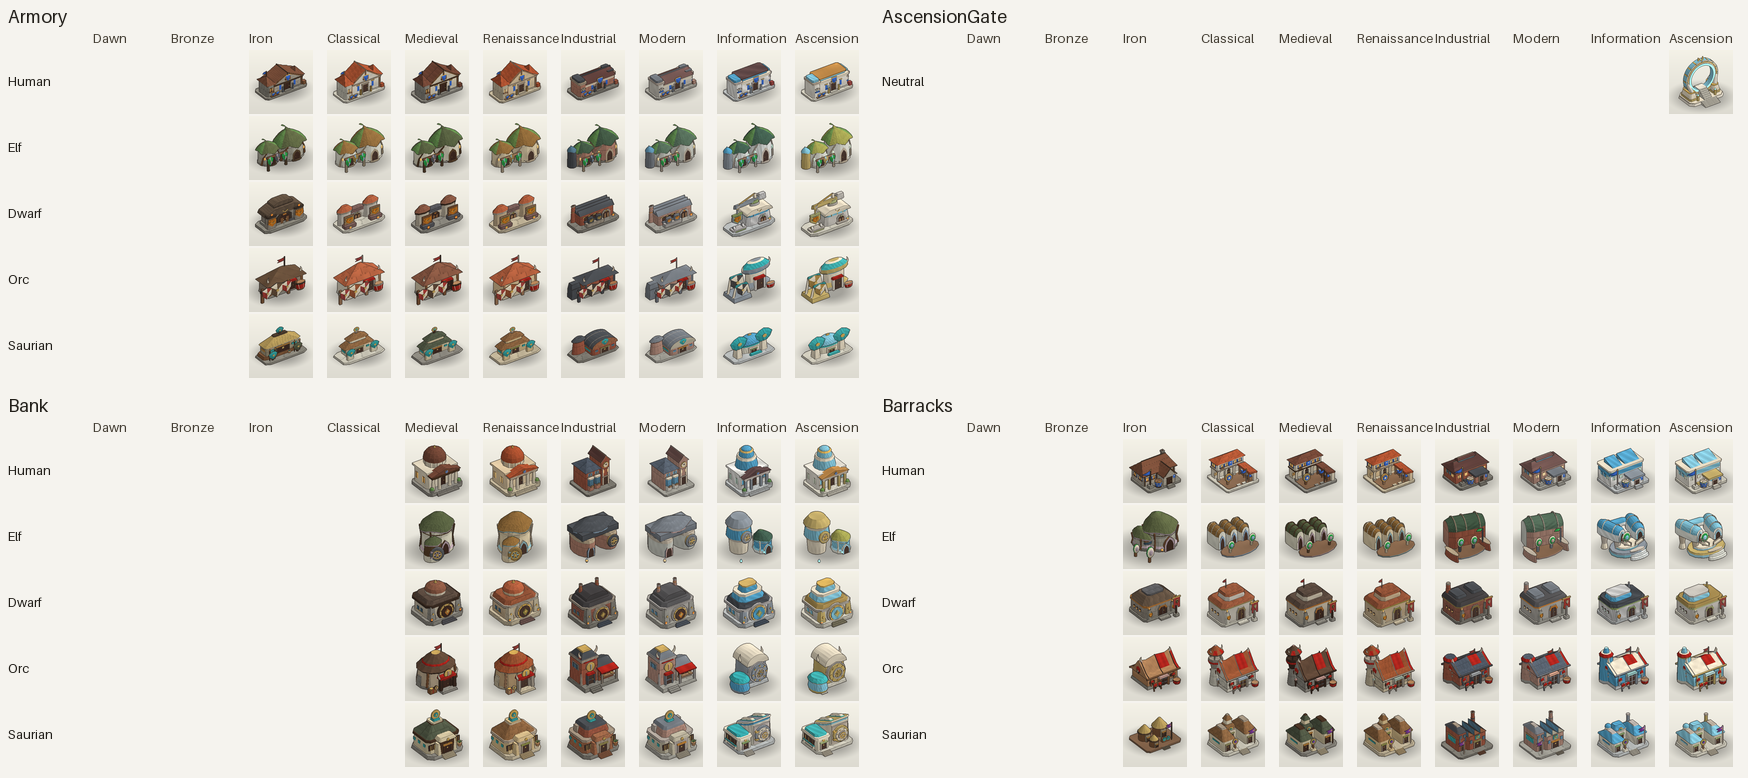 Armory
Dawn Bronze Iron Classical Medieval Renaissance Industrial Modern Information Ascension
Human
Elf
Dwarf
Orc
Saurian
AscensionGate
Dawn Bronze Iron Classical Medieval Renaissance Industrial Modern Information Ascension
Neutral
Bank
Dawn Bronze Iron Classical Medieval Renaissance Industrial Modern Information Ascension
Human
Elf
Dwarf
Orc
Saurian
Barracks
Dawn Bronze Iron Classical Medieval Renaissance Industrial Modern Information Ascension
Human
Elf
Dwarf
Orc
Saurian